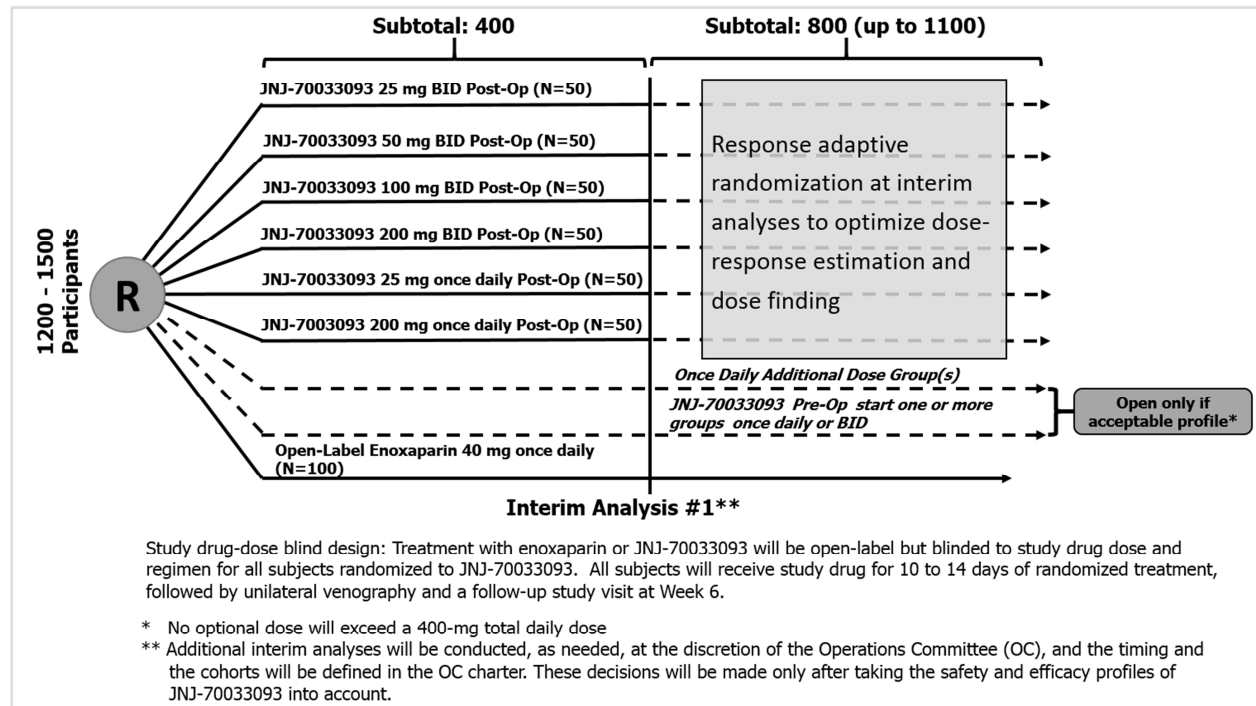 Subtotal: 400
Subtotal: 800 (up to 1100)
JNJ-70033093 25 mg BID Post-Op (N=50)
JNJ-70033093 50 mg BID Post-Op (N=50)
JNJ-70033093 100 mg BID Post-Op (N=50)
JNJ-70033093 200 mg BID Post-Op (N=50)
JNJ-70033093 25 mg once daily Post-Op (N=50)
JNJ-7003093 200 mg once daily Post-Op (N=50)
1200 - 1500
Participants
R
Response adaptive
randomization at interim
analyses to optimize dose-
response estimation and
dose finding
Once Daily Additional Dose Group(s)
JNJ-70033093 Pre-Op start one or more
groups once daily or BID
Open only if
acceptable profile*
Open-Label Enoxaparin 40 mg once daily
(N=100)
Interim Analysis #1**
Study drug-dose blind design: Treatment with enoxaparin or JNJ-70033093 will be open-label but blinded to study drug dose and
regimen for all subjects randomized to JNJ-70033093. All subjects will receive study drug for 10 to 14 days of randomized treatment,
followed by unilateral venography and a follow-up study visit at Week 6.
* No optional dose will exceed a 400-mg total daily dose
** Additional interim analyses will be conducted, as needed, at the discretion of the Operations Committee (OC), and the timing and
the cohorts will be defined in the OC charter. These decisions will be made only after taking the safety and efficacy profiles of
JNJ-70033093 into account.